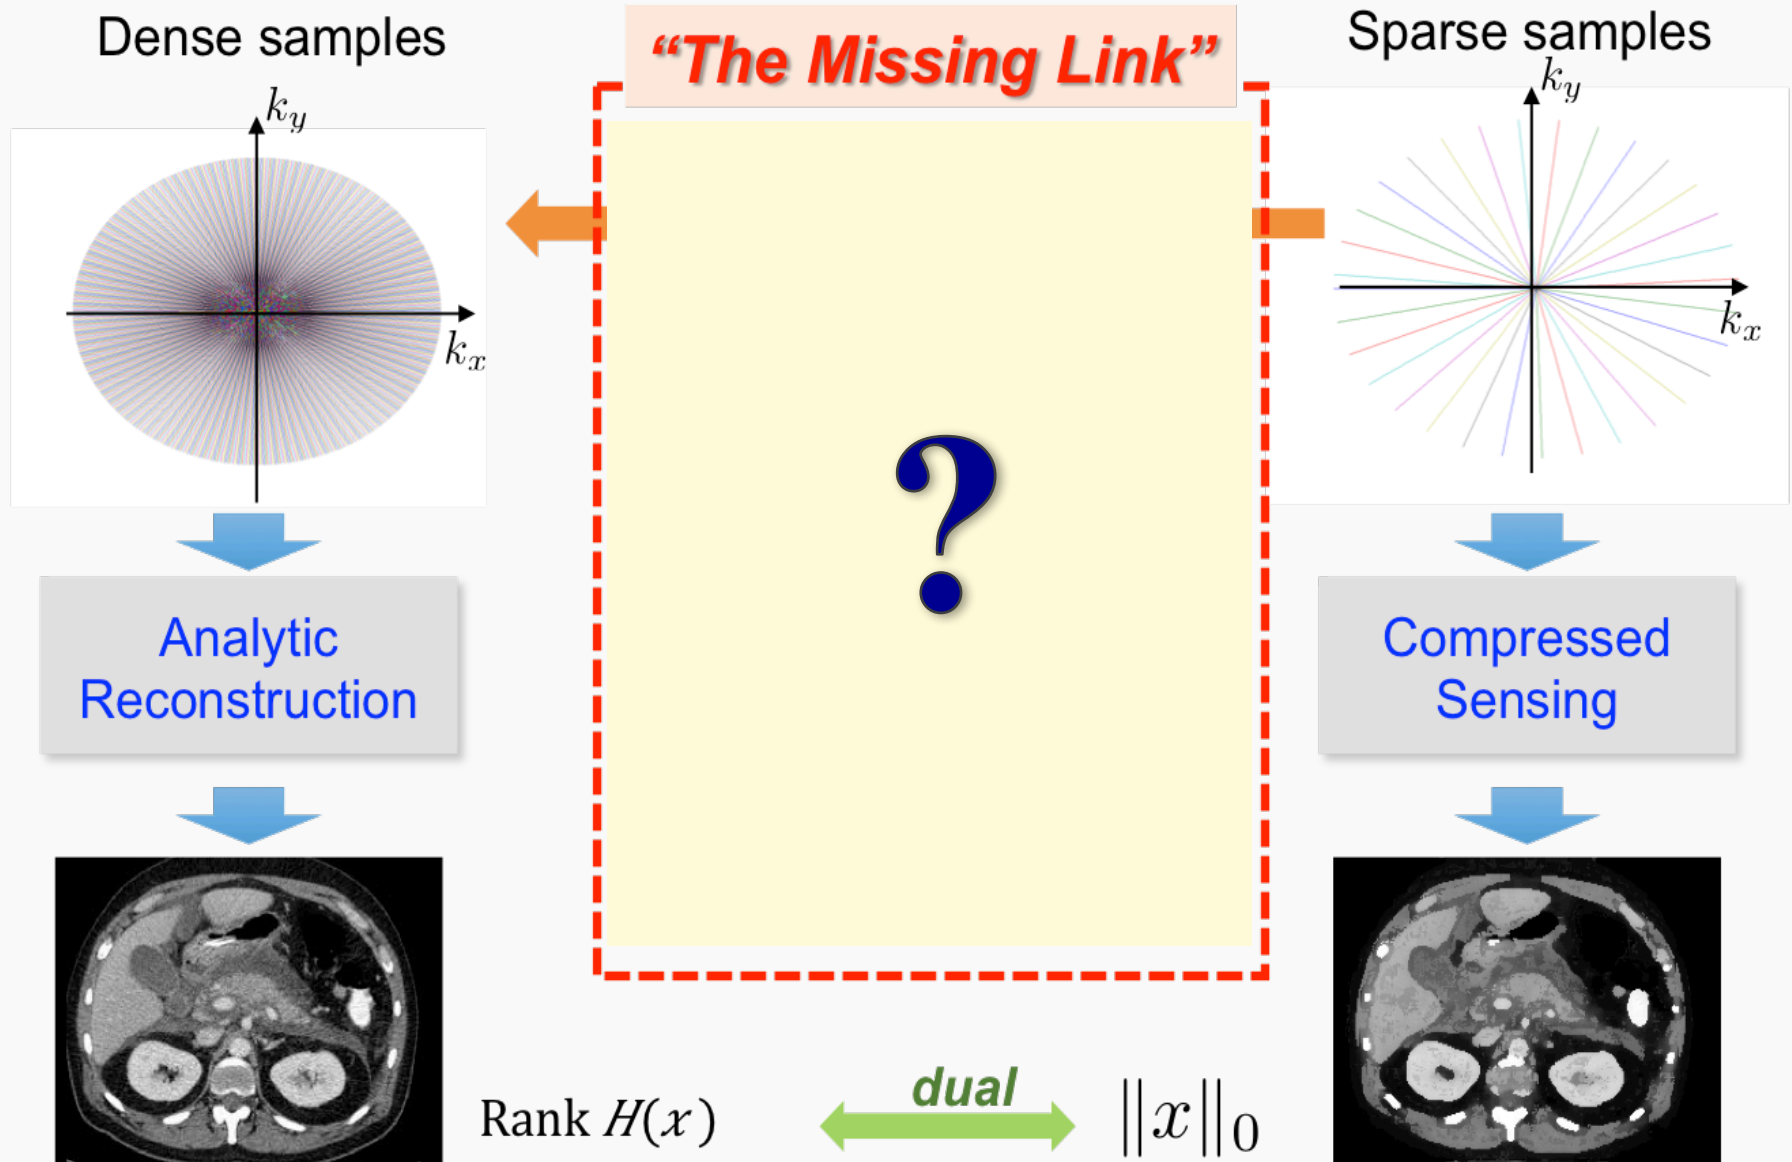 Dense samples
“The Missing Link”
Sparse samples
k_y
k_x
k_y
k_x
?
Analytic
Reconstruction
Compressed
Sensing
Rank H(x)
dual
||x||_0